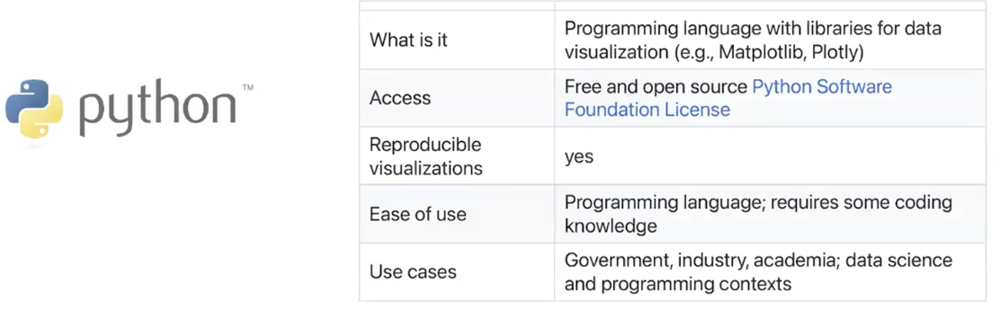 python™
What is it
Programming language with libraries for data
visualization (e.g., Matplotlib, Plotly)
Access
Free and open source Python Software
Foundation License
Reproducible
visualizations
yes
Ease of use
Programming language; requires some coding
knowledge
Use cases
Government, industry, academia; data science
and programming contexts